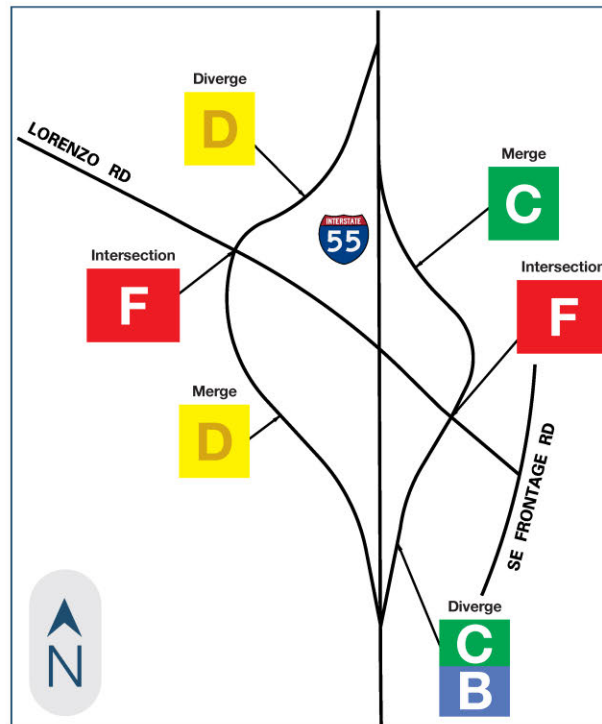 Diverge
D
LORENZO RD
Merge
C
INTERSTATE
55
Intersection
F
Intersection
F
Merge
D
SE FRONTAGE RD
Diverge
C
B
N